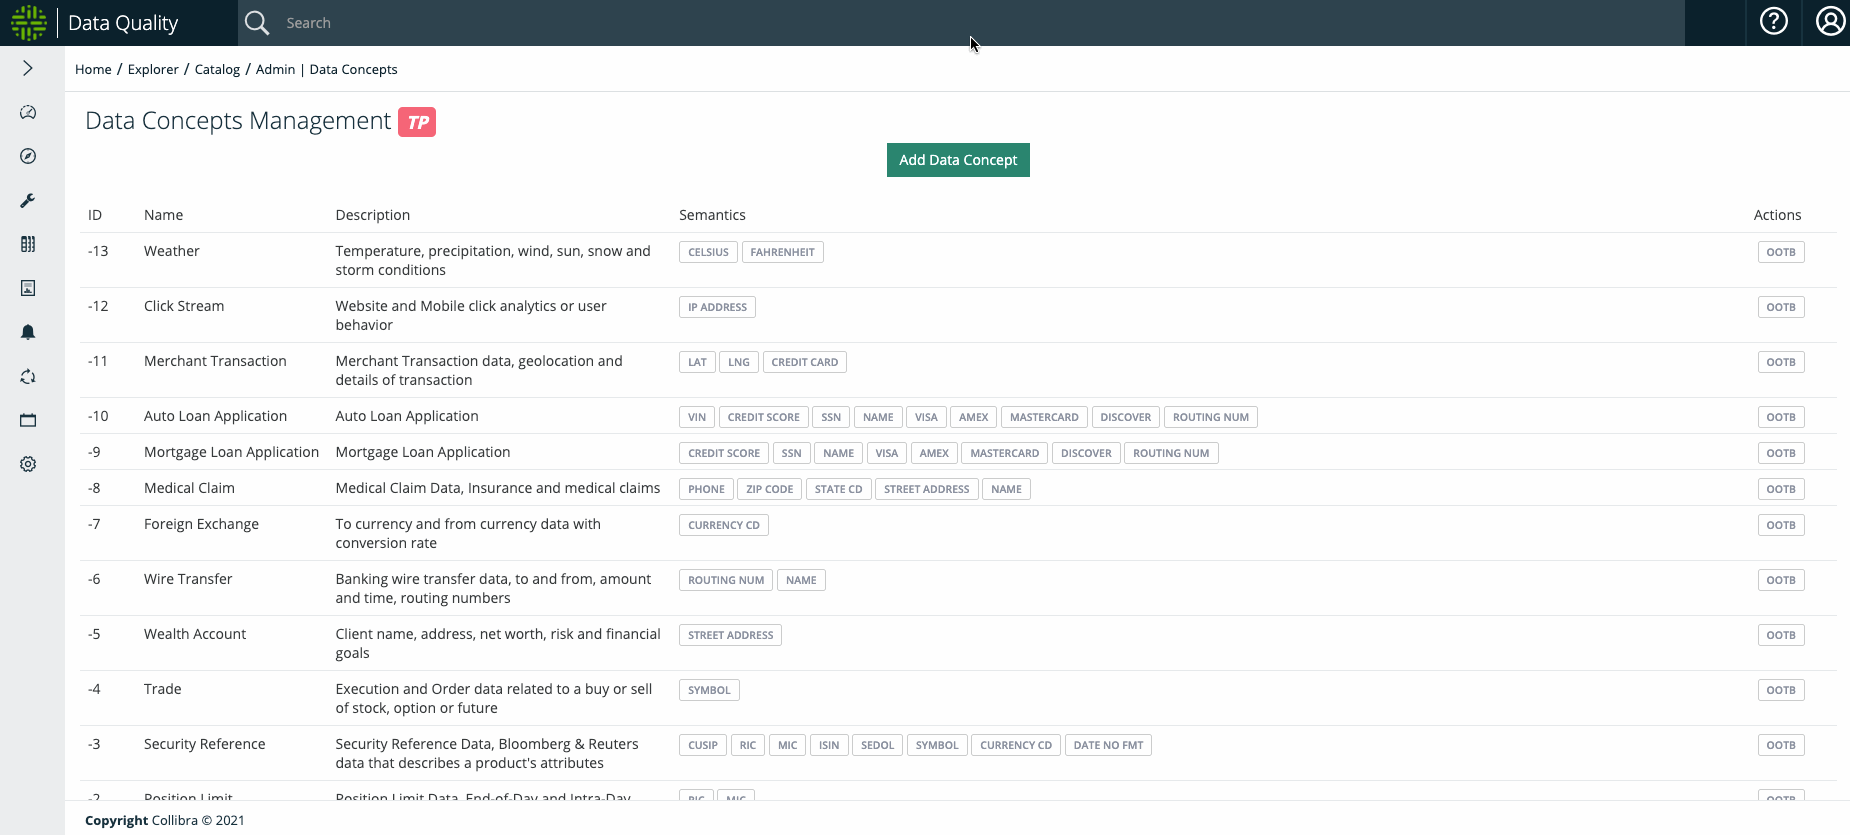 Data Quality
Search
Home / Explorer / Catalog / Admin | Data Concepts
Data Concepts Management TP
Add Data Concept
ID Name Description Semantics Actions
-13 Weather Temperature, precipitation, wind, sun, snow and CELSIUS FAHRENHEIT OOTB
storm conditions
-12 Click Stream Website and Mobile click analytics or user IP ADDRESS OOTB
behavior
-11 Merchant Transaction Merchant Transaction data, geolocation and LAT LNG CREDIT CARD OOTB
details of transaction
-10 Auto Loan Application Auto Loan Application VIN CREDIT SCORE SSN NAME VISA AMEX MASTERCARD DISCOVER ROUTING NUM OOTB
-9 Mortgage Loan Application Mortgage Loan Application CREDIT SCORE SSN NAME VISA AMEX MASTERCARD DISCOVER ROUTING NUM OOTB
-8 Medical Claim Medical Claim Data, Insurance and medical claims PHONE ZIP CODE STATE CD STREET ADDRESS NAME OOTB
-7 Foreign Exchange To currency and from currency data with CURRENCY CD OOTB
conversion rate
-6 Wire Transfer Banking wire transfer data, to and from, amount ROUTING NUM NAME OOTB
and time, routing numbers
-5 Wealth Account Client name, address, net worth, risk and financial STREET ADDRESS OOTB
goals
-4 Trade Execution and Order data related to a buy or sell SYMBOL OOTB
of stock, option or future
-3 Security Reference Security Reference Data, Bloomberg & Reuters CUSIP RIC MIC ISIN SEDOL SYMBOL CURRENCY CD DATE NO FMT OOTB
data that describes a product's attributes
-2 Position Limit Position Limit Data, End-of-Day and Intra-Day RIC MIC OOTB
Copyright Collibra © 2021